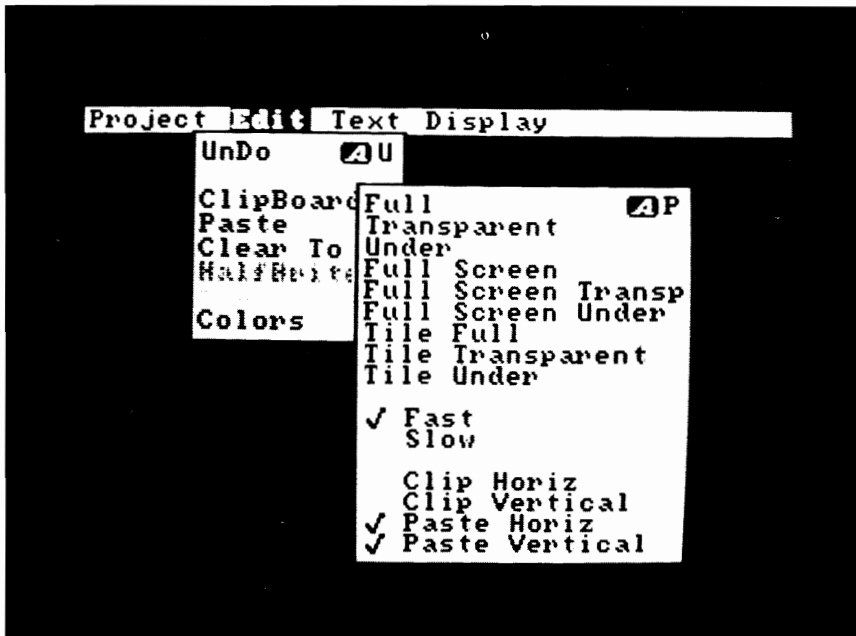 Project Edit Text Display
UnDo A U
ClipBoard
Paste
Clear To
HalfBrite
Colors
Full A P
Transparent
Under
Full Screen
Full Screen Transp
Full Screen Under
Tile Full
Tile Transparent
Tile Under
✓ Fast
Slow
Clip Horiz
Clip Vertical
✓ Paste Horiz
✓ Paste Vertical